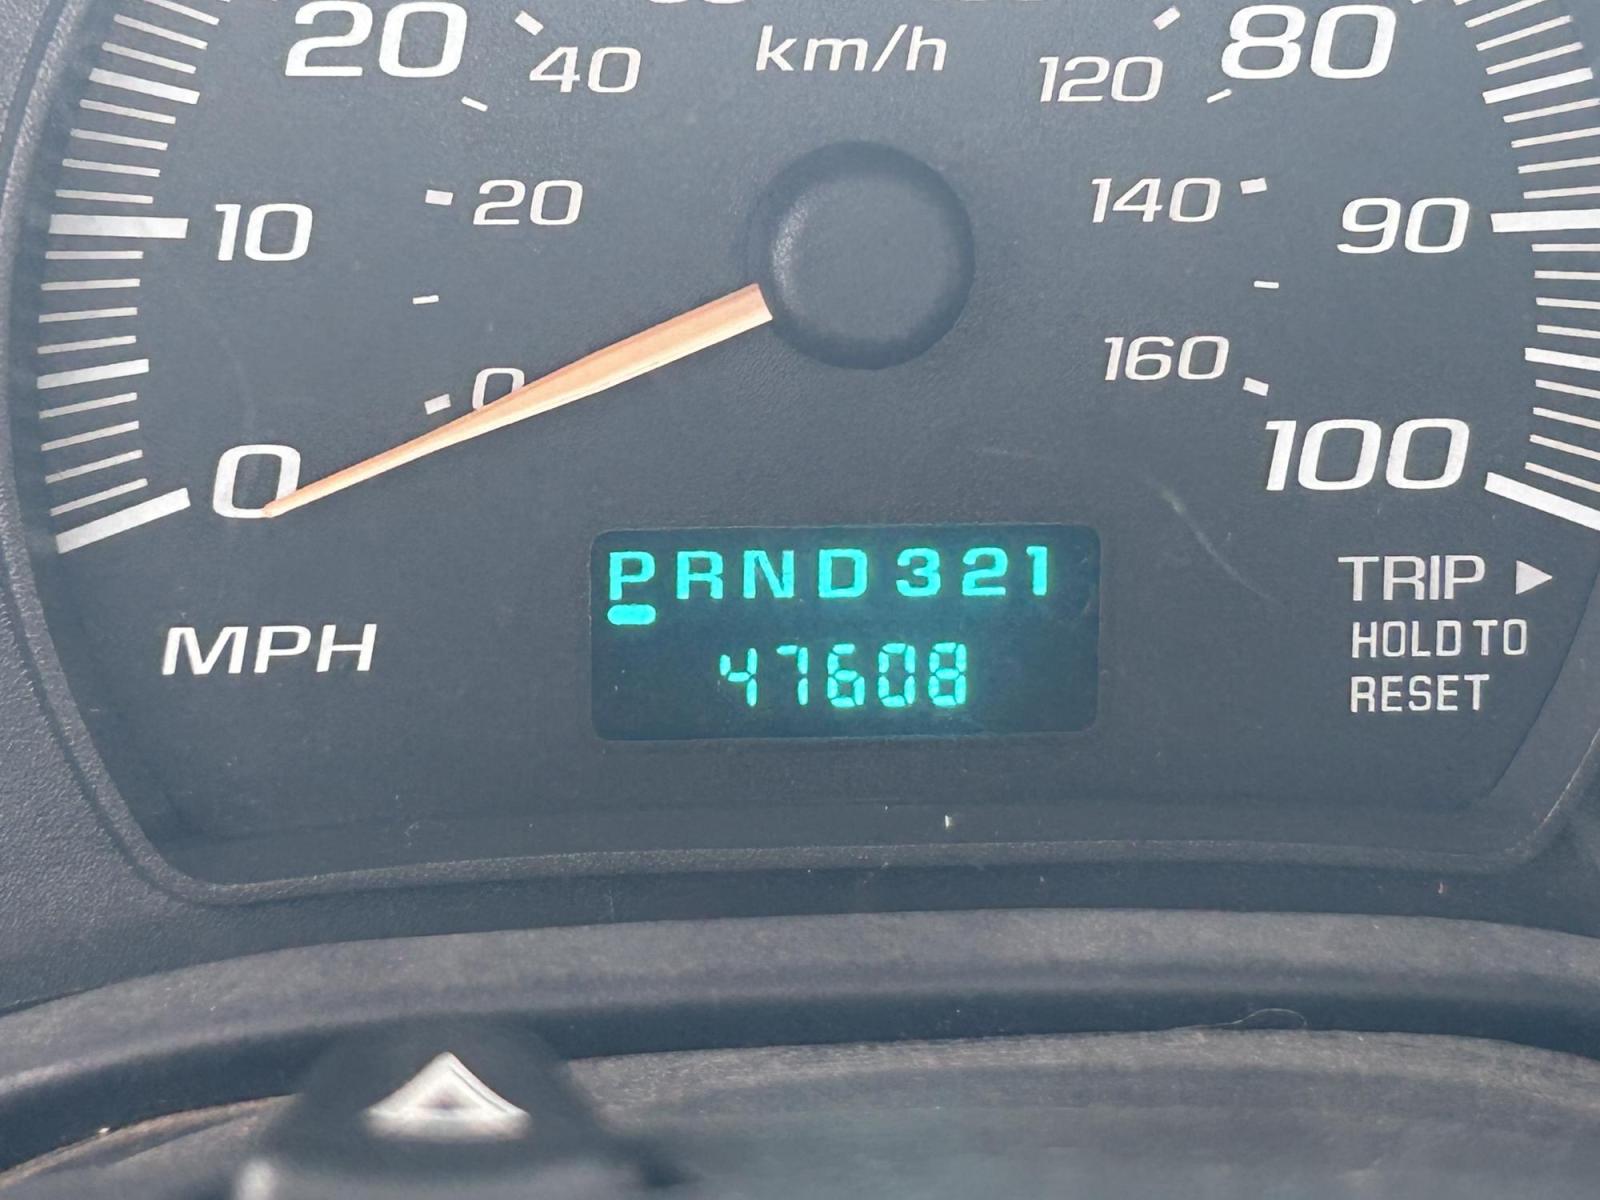 20 40 km/h 120 80
10 20 140 90
0 160
0 100
PRND321
TRIP ▶
MPH
HOLD TO
47608
RESET